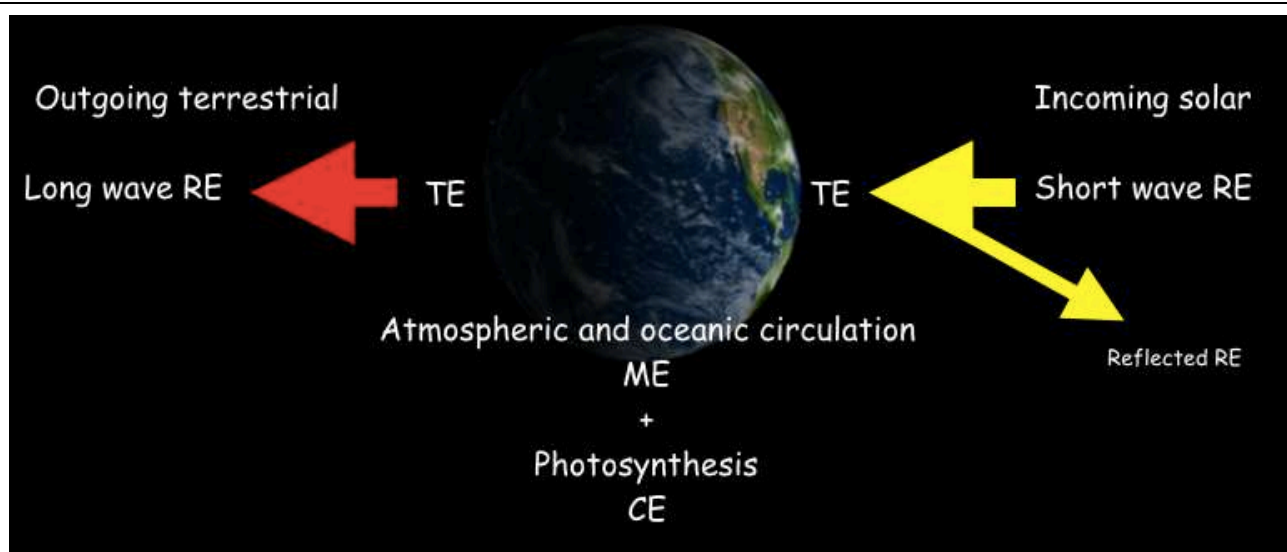 Outgoing terrestrial
Incoming solar
Long wave RE
TE
TE
Short wave RE
Atmospheric and oceanic circulation
ME
+
Photosynthesis
CE
Reflected RE